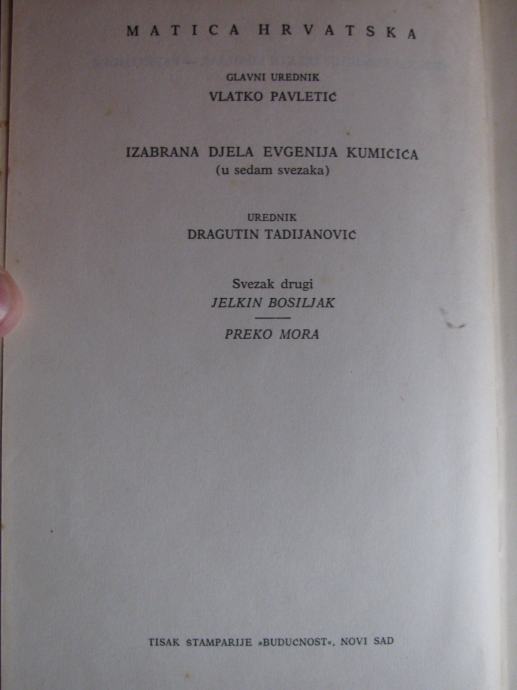 MATICA HRVATSKA
GLAVNI UREDNIK
VLATKO PAVLETIĆ
IZABRANA DJELA EVGENIJA KUMIČIĆA
(u sedam svezaka)
UREDNIK
DRAGUTIN TADIJANOVIĆ
Svezak drugi
JELKIN BOSILJAK
PREKO MORA
TISAK ŠTAMPARIJE »BUDUĆNOST«, NOVI SAD